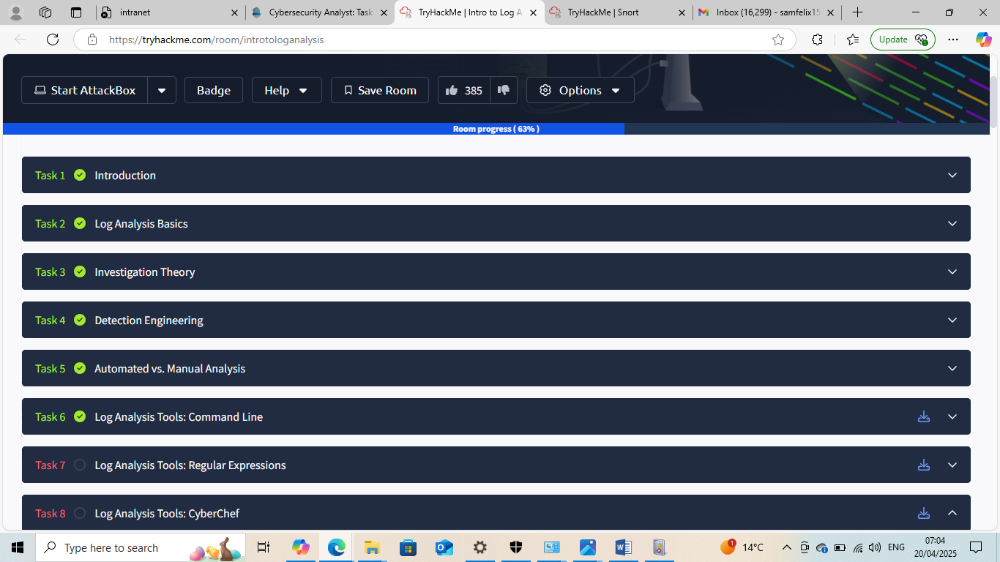 intranet
Cybersecurity Analyst: Task
TryHackMe | Intro to Log A
TryHackMe | Snort
Inbox (16,299) - samfelix15
https://tryhackme.com/room/introtologanalysis
Update
Start AttackBox
Badge
Help
Save Room
385
Options
Room progress ( 63% )
Task 1 Introduction
Task 2 Log Analysis Basics
Task 3 Investigation Theory
Task 4 Detection Engineering
Task 5 Automated vs. Manual Analysis
Task 6 Log Analysis Tools: Command Line
Task 7 Log Analysis Tools: Regular Expressions
Task 8 Log Analysis Tools: CyberChef
Type here to search
1
14°C
ENG
07:04
20/04/2025